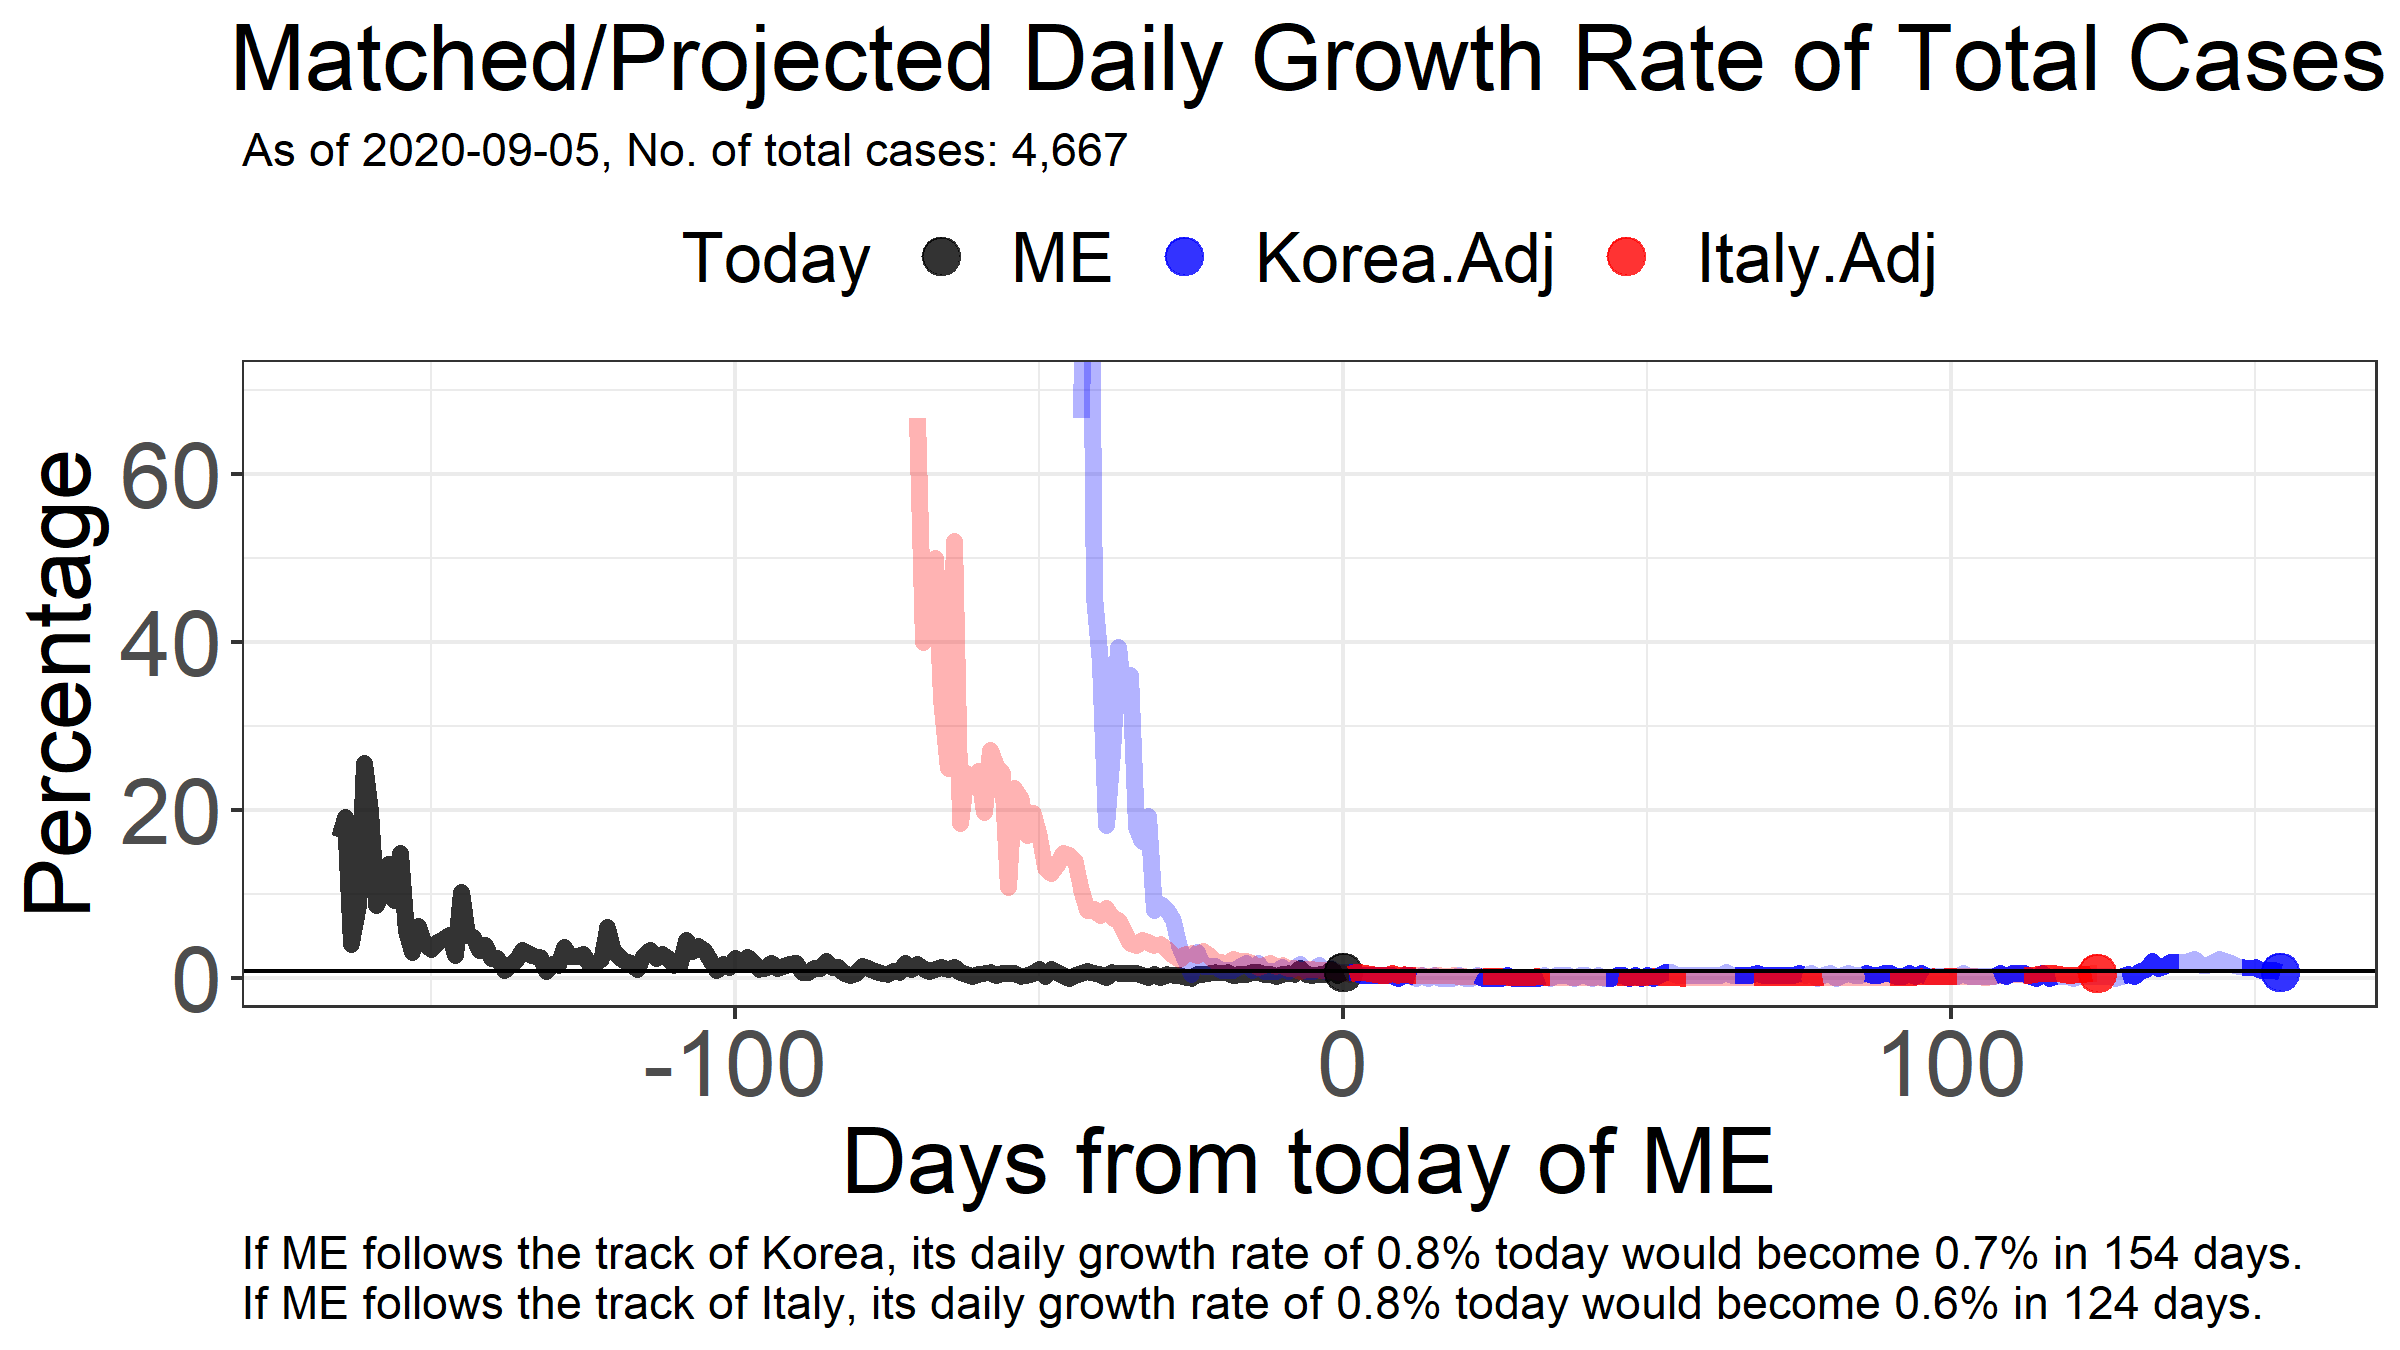 Matched/Projected Daily Growth Rate of Total Cases
As of 2020-09-05, No. of total cases: 4,667
Today ME Korea.Adj Italy.Adj
Percentage
60
40
20
0
-100 0 100
Days from today of ME
If ME follows the track of Korea, its daily growth rate of 0.8% today would become 0.7% in 154 days.
If ME follows the track of Italy, its daily growth rate of 0.8% today would become 0.6% in 124 days.